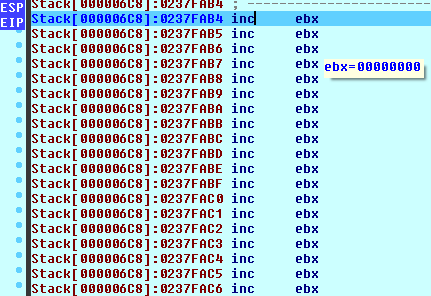 Stack[000006C8]:0237FAB4 ; ---------------------------
ESP Stack[000006C8]:0237FAB4 inc ebx
EIP Stack[000006C8]:0237FAB5 inc ebx
Stack[000006C8]:0237FAB6 inc ebx
Stack[000006C8]:0237FAB7 inc ebx ebx=00000000
Stack[000006C8]:0237FAB8 inc ebx
Stack[000006C8]:0237FAB9 inc ebx
Stack[000006C8]:0237FABA inc ebx
Stack[000006C8]:0237FABB inc ebx
Stack[000006C8]:0237FABC inc ebx
Stack[000006C8]:0237FABD inc ebx
Stack[000006C8]:0237FABE inc ebx
Stack[000006C8]:0237FABF inc ebx
Stack[000006C8]:0237FAC0 inc ebx
Stack[000006C8]:0237FAC1 inc ebx
Stack[000006C8]:0237FAC2 inc ebx
Stack[000006C8]:0237FAC3 inc ebx
Stack[000006C8]:0237FAC4 inc ebx
Stack[000006C8]:0237FAC5 inc ebx
Stack[000006C8]:0237FAC6 inc ebx